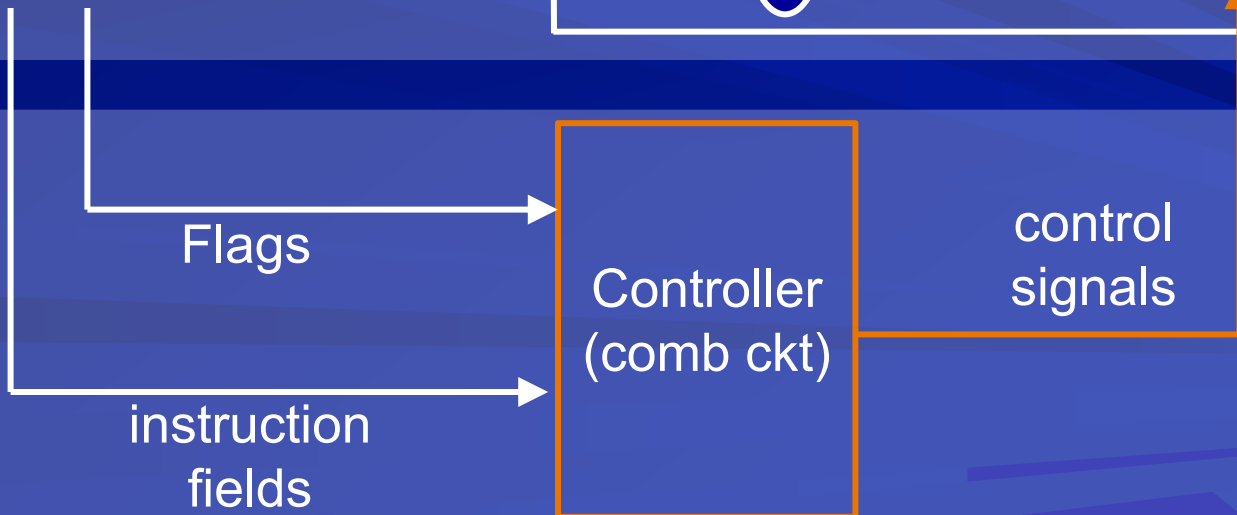 Flags
control
signals
Controller
(comb ckt)
instruction
fields